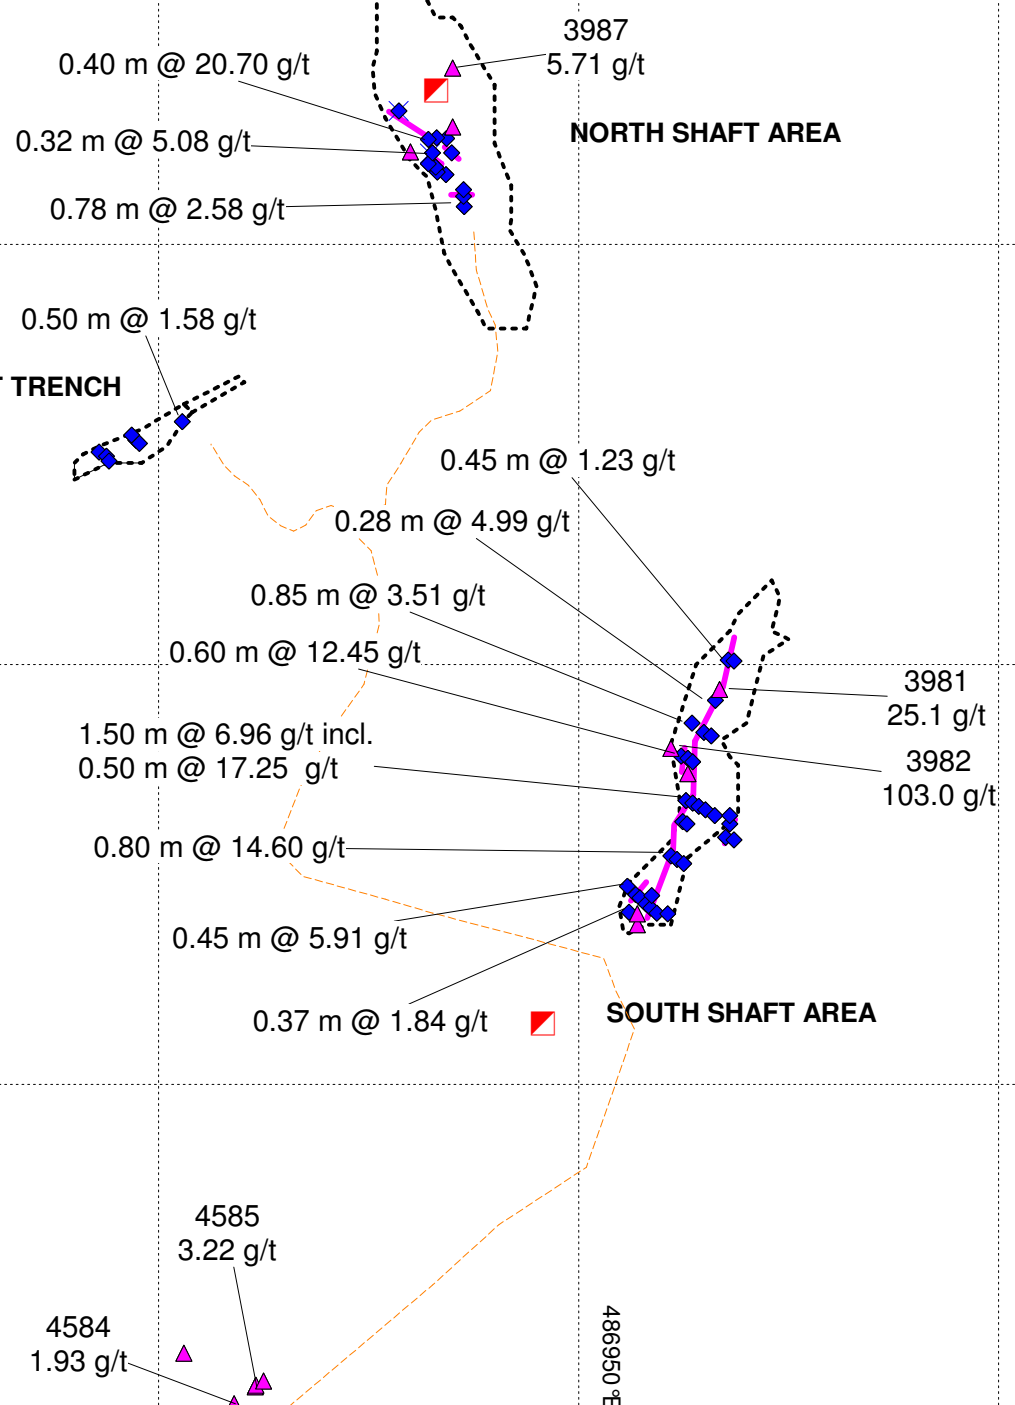 3987
5.71 g/t
0.40 m @ 20.70 g/t
NORTH SHAFT AREA
0.32 m @ 5.08 g/t
0.78 m @ 2.58 g/t
0.50 m @ 1.58 g/t
TRENCH
0.45 m @ 1.23 g/t
0.28 m @ 4.99 g/t
0.85 m @ 3.51 g/t
0.60 m @ 12.45 g/t
3981
25.1 g/t
1.50 m @ 6.96 g/t incl.
0.50 m @ 17.25 g/t
3982
103.0 g/t
0.80 m @ 14.60 g/t
0.45 m @ 5.91 g/t
0.37 m @ 1.84 g/t
SOUTH SHAFT AREA
4585
3.22 g/t
4584
1.93 g/t
486950 °E